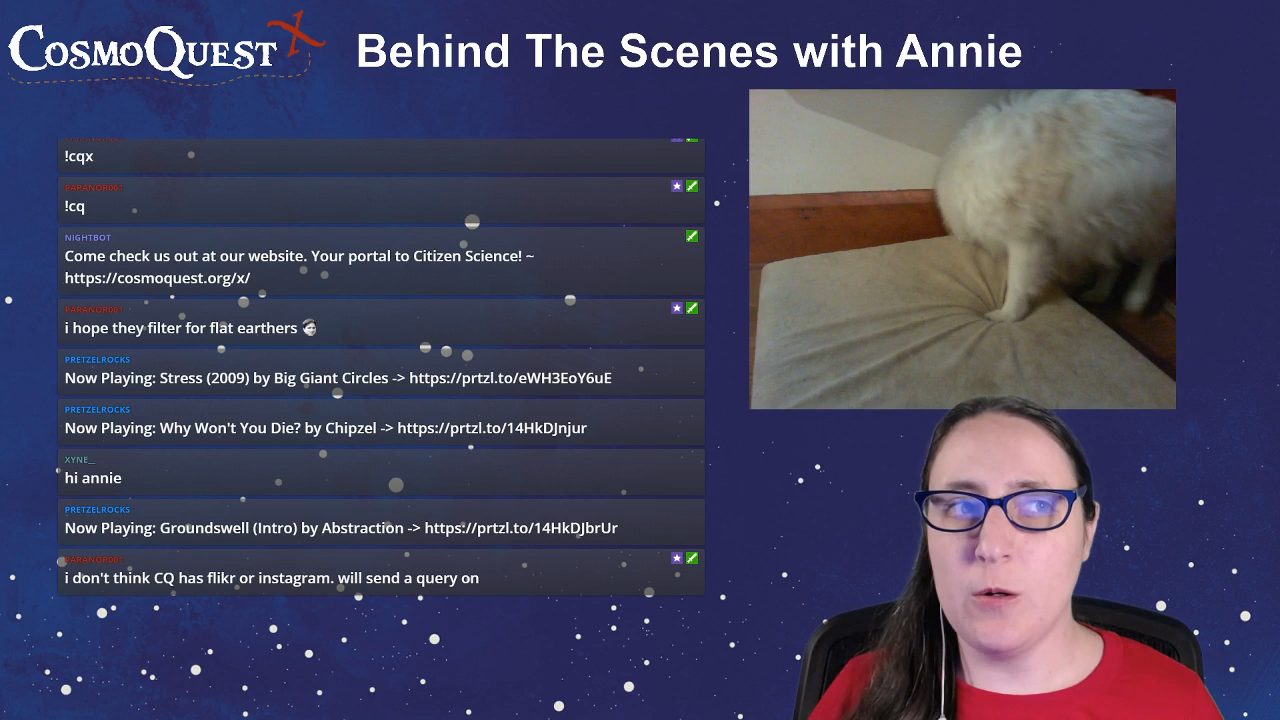 CosmoQuest X
Behind The Scenes with Annie
!cqx
PARANOR001
!cq
NIGHTBOT
Come check us out at our website. Your portal to Citizen Science! ~
https://cosmoquest.org/x/
PARANOR001
i hope they filter for flat earthers
PRETZELROCKS
Now Playing: Stress (2009) by Big Giant Circles -> https://prtzl.to/eWH3EoY6uE
PRETZELROCKS
Now Playing: Why Won't You Die? by Chipzel -> https://prtzl.to/14HkDJnjur
XYNE__
hi annie
PRETZELROCKS
Now Playing: Groundswell (Intro) by Abstraction -> https://prtzl.to/14HkDJbrUr
PARANOR001
i don't think CQ has flikr or instagram. will send a query on